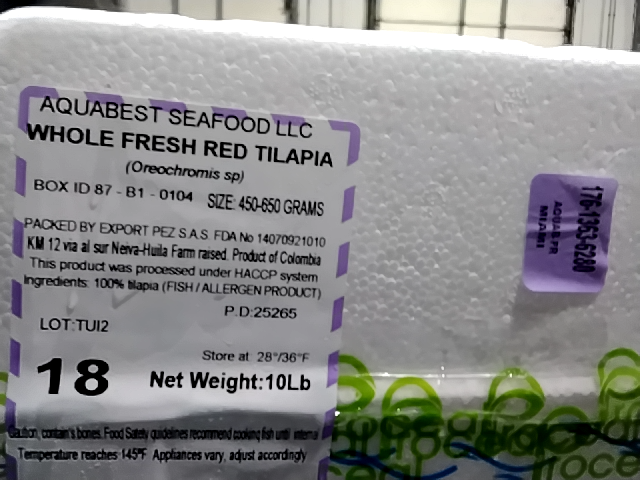 AQUABEST SEAFOOD LLC
WHOLE FRESH RED TILAPIA
(Oreochromis sp)
BOX ID 87 - B1 - 0104 SIZE: 450-650 GRAMS
PACKED BY EXPORT PEZ S.A.S. FDA No 14070921010
KM 12 via al sur Neiva-Huila Farm raised. Product of Colombia
This product was processed under HACCP system
Ingredients: 100% tilapia (FISH / ALLERGEN PRODUCT)
P.D:25265
LOT:TUI2
Store at 28°/36°F
18 Net Weight:10Lb
Caution, contain's bones. Food Safety guidelines recommend cooking fish until internal
Temperature reaches 145°F. Appliances vary, adjust accordingly
176-1363-6280